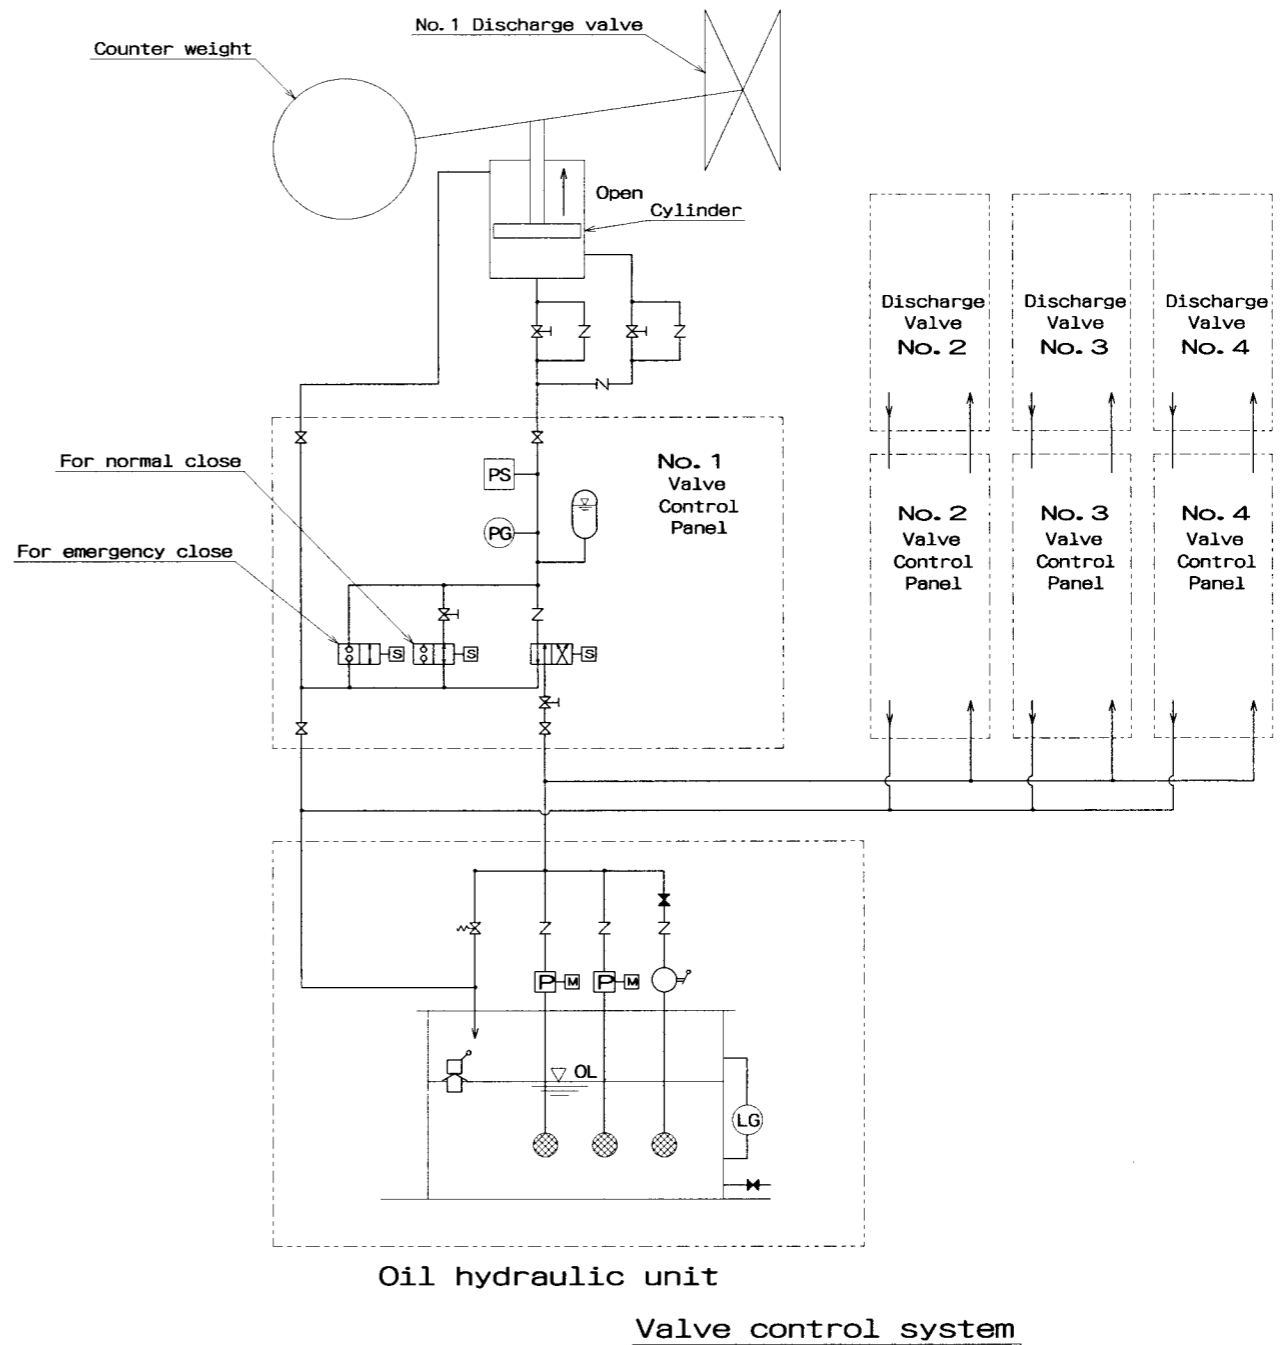 No.1 Discharge valve
Counter weight
Open
Cylinder
Discharge
Valve
No.2
Discharge
Valve
No.3
Discharge
Valve
No.4
For normal close
For emergency close
PS
PG
No.1
Valve
Control
Panel
S
S
S
No.2
Valve
Control
Panel
No.3
Valve
Control
Panel
No.4
Valve
Control
Panel
P
M
P
M
OL
LG
Oil hydraulic unit
Valve control system